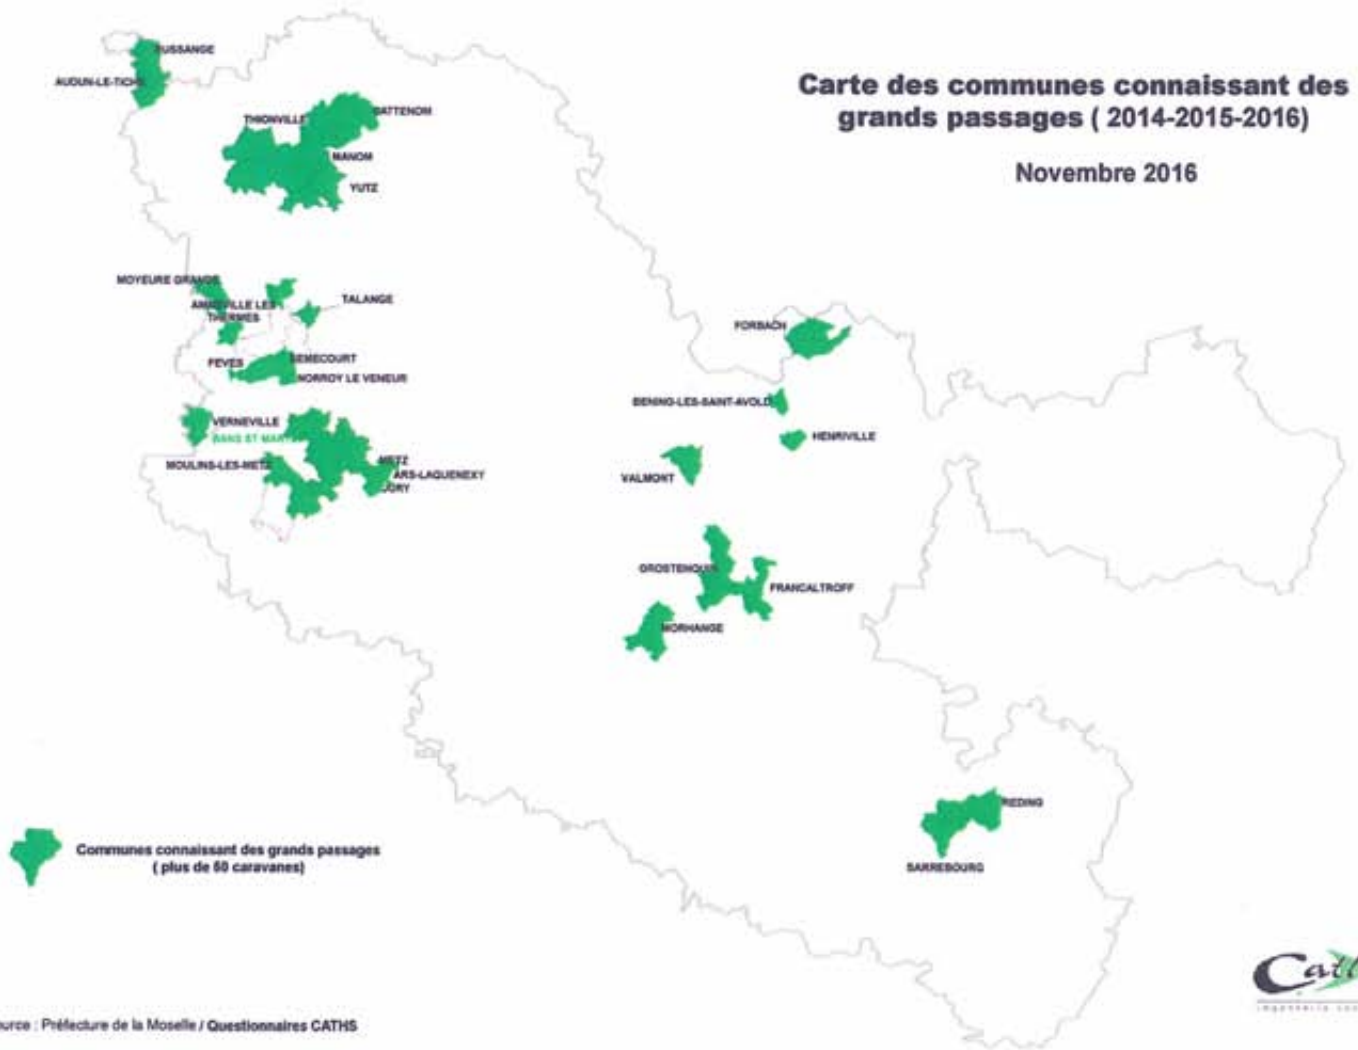 Carte des communes connaissant des
grands passages ( 2014-2015-2016)
Novembre 2016
AUDUN-LE-TICHE
THIONVILLE
CATTENOM
MANOM
YUTZ
MOYEURE GRANDE
THERMES
TALANGE
FEVES
SEMECOURT
NORROY LE VENEUR
VERNEVILLE
MOULINS-LES-METZ
METZ
ARS-LAQUENEXY
JURY
FORBACH
BENING-LES-SAINT-AVOLD
HENRIVILLE
VALMONT
GROSTENQUIN
FRANCALTROFF
MORHANGE
REDING
SARREBOURG
Communes connaissant des grands passages
( plus de 50 caravanes)
: Préfecture de la Moselle / Questionnaires CATHS